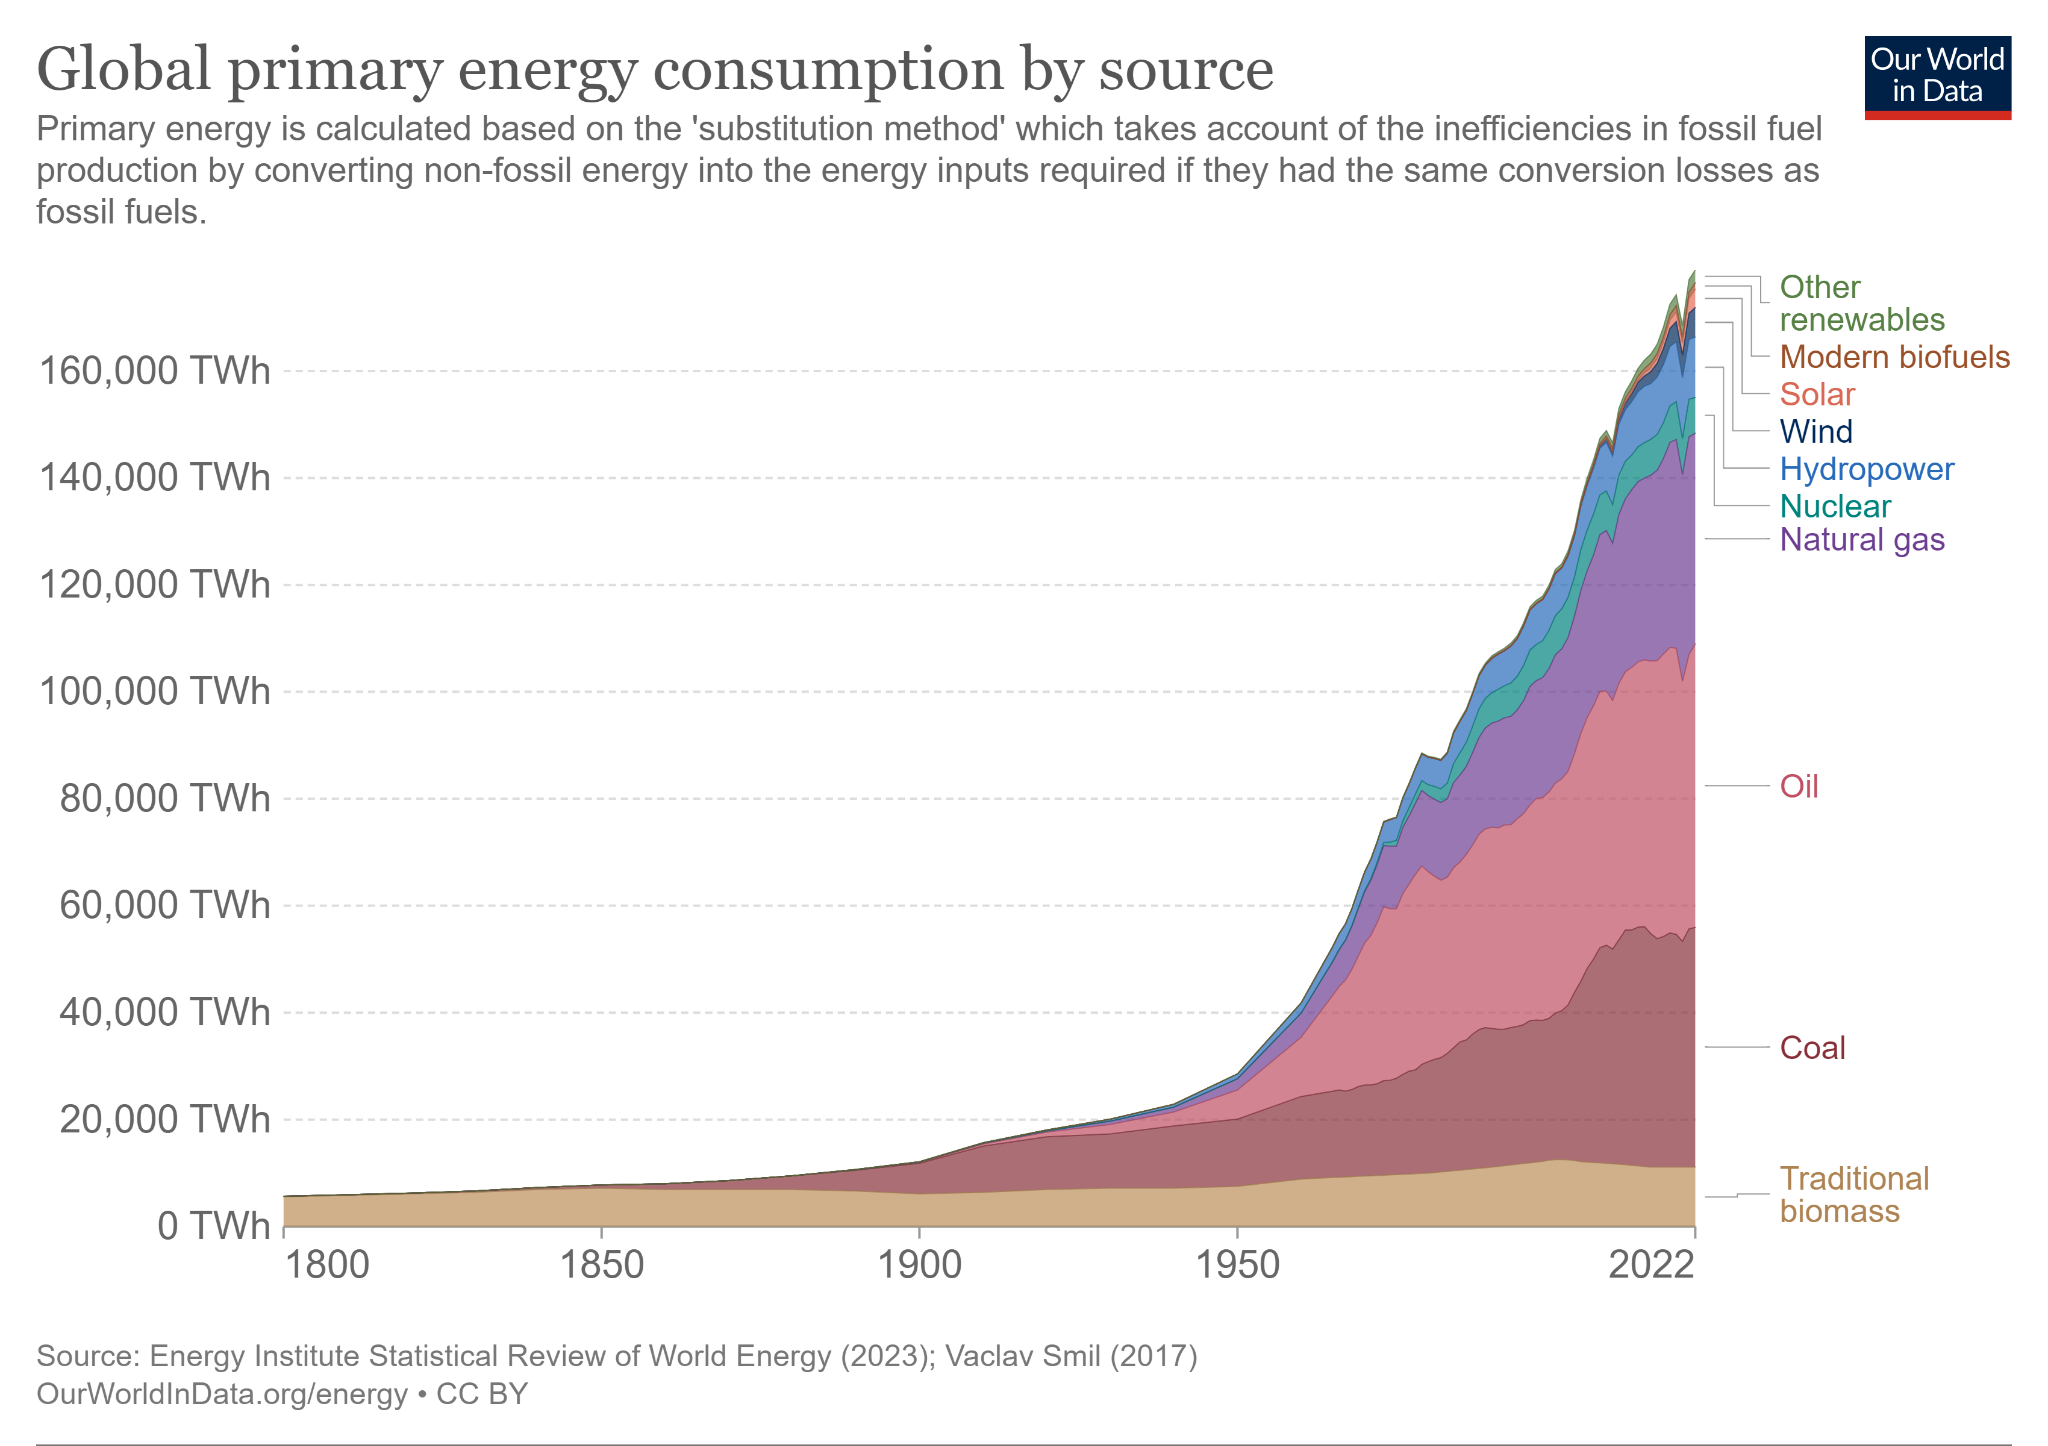 Global primary energy consumption by source
Our World
in Data
Primary energy is calculated based on the 'substitution method' which takes account of the inefficiencies in fossil fuel
production by converting non-fossil energy into the energy inputs required if they had the same conversion losses as
fossil fuels.
160,000 TWh
140,000 TWh
120,000 TWh
100,000 TWh
80,000 TWh
60,000 TWh
40,000 TWh
20,000 TWh
0 TWh
1800
1850
1900
1950
2022
Other
renewables
Modern biofuels
Solar
Wind
Hydropower
Nuclear
Natural gas
Oil
Coal
Traditional
biomass
Source: Energy Institute Statistical Review of World Energy (2023); Vaclav Smil (2017)
OurWorldInData.org/energy • CC BY